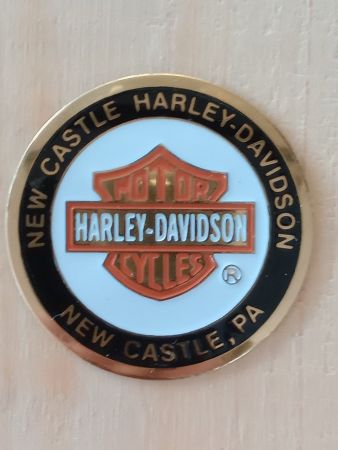 NEW CASTLE HARLEY-DAVIDSON
MOTOR
HARLEY-DAVIDSON
CYCLES
®
NEW CASTLE, PA